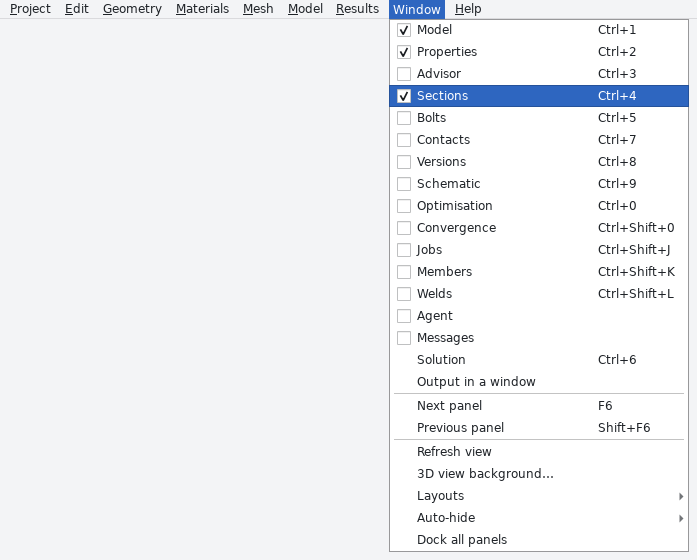 Project Edit Geometry Materials Mesh Model Results Window Help
Model Ctrl+1
Properties Ctrl+2
Advisor Ctrl+3
Sections Ctrl+4
Bolts Ctrl+5
Contacts Ctrl+7
Versions Ctrl+8
Schematic Ctrl+9
Optimisation Ctrl+0
Convergence Ctrl+Shift+0
Jobs Ctrl+Shift+J
Members Ctrl+Shift+K
Welds Ctrl+Shift+L
Agent
Messages
Solution Ctrl+6
Output in a window
Next panel F6
Previous panel Shift+F6
Refresh view
3D view background...
Layouts
Auto-hide
Dock all panels